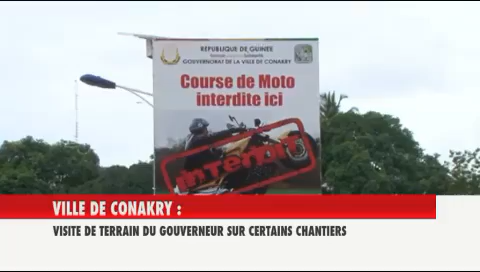 RÉPUBLIQUE DE GUINEE
GOUVERNORAT DE LA VILLE DE CONAKRY
Course de Moto
interdite ici
interdit
VILLE DE CONAKRY :
VISITE DE TERRAIN DU GOUVERNEUR SUR CERTAINS CHANTIERS